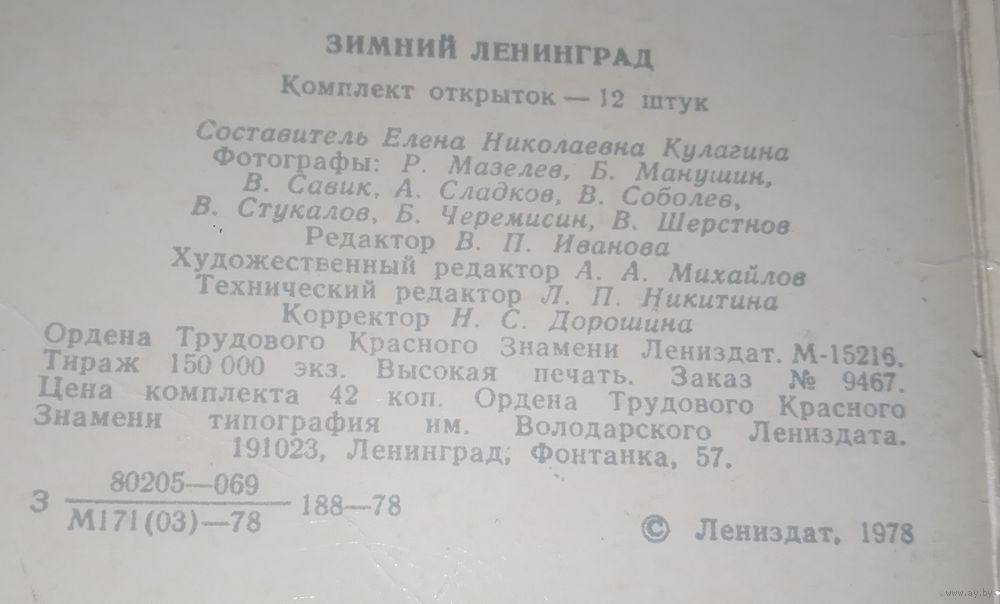 ЗИМНИЙ ЛЕНИНГРАД
Комплект открыток — 12 штук
Составитель Елена Николаевна Кулагина
Фотографы: Р. Мазелев, Б. Манушин,
В. Савик, А. Сладков, В. Соболев,
В. Стукалов, Б. Черемисин, В. Шерстнов
Редактор В. П. Иванова
Художественный редактор А. А. Михайлов
Технический редактор Л. П. Никитина
Корректор Н. С. Дорошина
Ордена Трудового Красного Знамени Лениздат. М-15216.
Тираж 150 000 экз. Высокая печать. Заказ № 9467.
Цена комплекта 42 коп. Ордена Трудового Красного
Знамени типография им. Володарского Лениздата.
191023, Ленинград, Фонтанка, 57.
З 80205—069
М171(03)—78 188—78
© Лениздат, 1978
www.ay.by